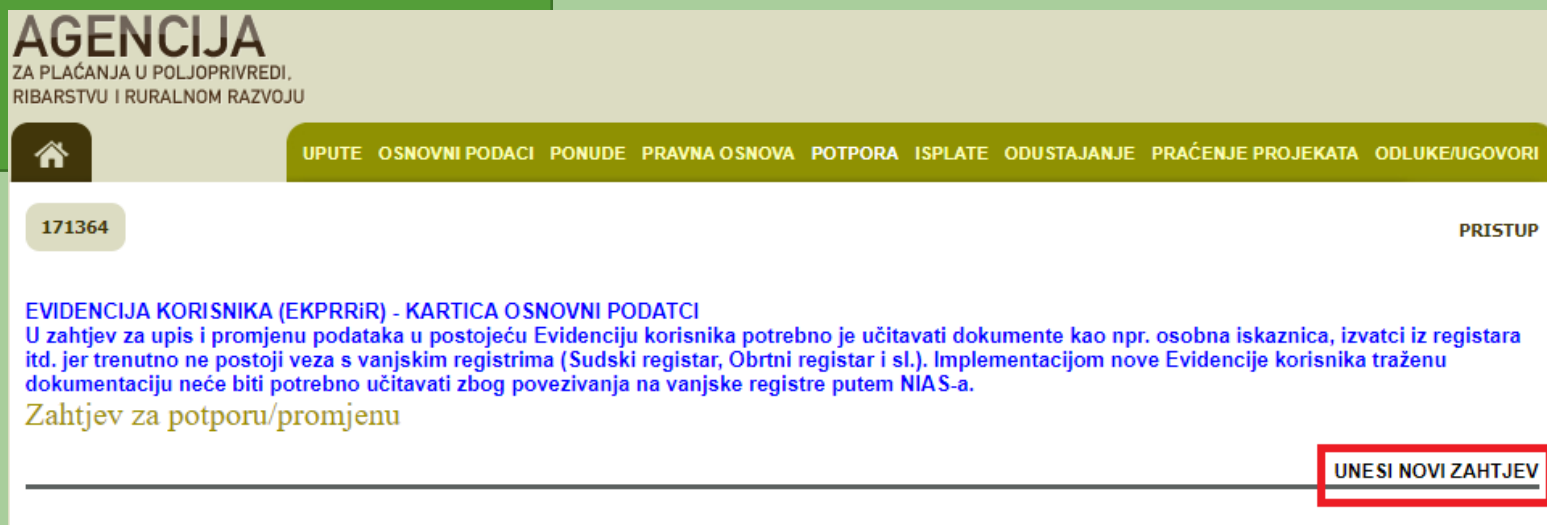 AGENCIJA
ZA PLAĆANJA U POLJOPRIVREDI,
RIBARSTVU I RURALNOM RAZVOJU
UPUTE OSNOVNI PODACI PONUDE PRAVNA OSNOVA POTPORA ISPLATE ODUSTAJANJE PRAĆENJE PROJEKATA ODLUKE/UGOVORI
171364
PRISTUP
EVIDENCIJA KORISNIKA (EKPRRiR) - KARTICA OSNOVNI PODATCI
U zahtjev za upis i promjenu podataka u postojeću Evidenciju korisnika potrebno je učitavati dokumente kao npr. osobna iskaznica, izvatci iz registara
itd. jer trenutno ne postoji veza s vanjskim registrima (Sudski registar, Obrtni registar i sl.). Implementacijom nove Evidencije korisnika traženu
dokumentaciju neće biti potrebno učitavati zbog povezivanja na vanjske registre putem NIAS-a.
Zahtjev za potporu/promjenu
UNESI NOVI ZAHTJEV